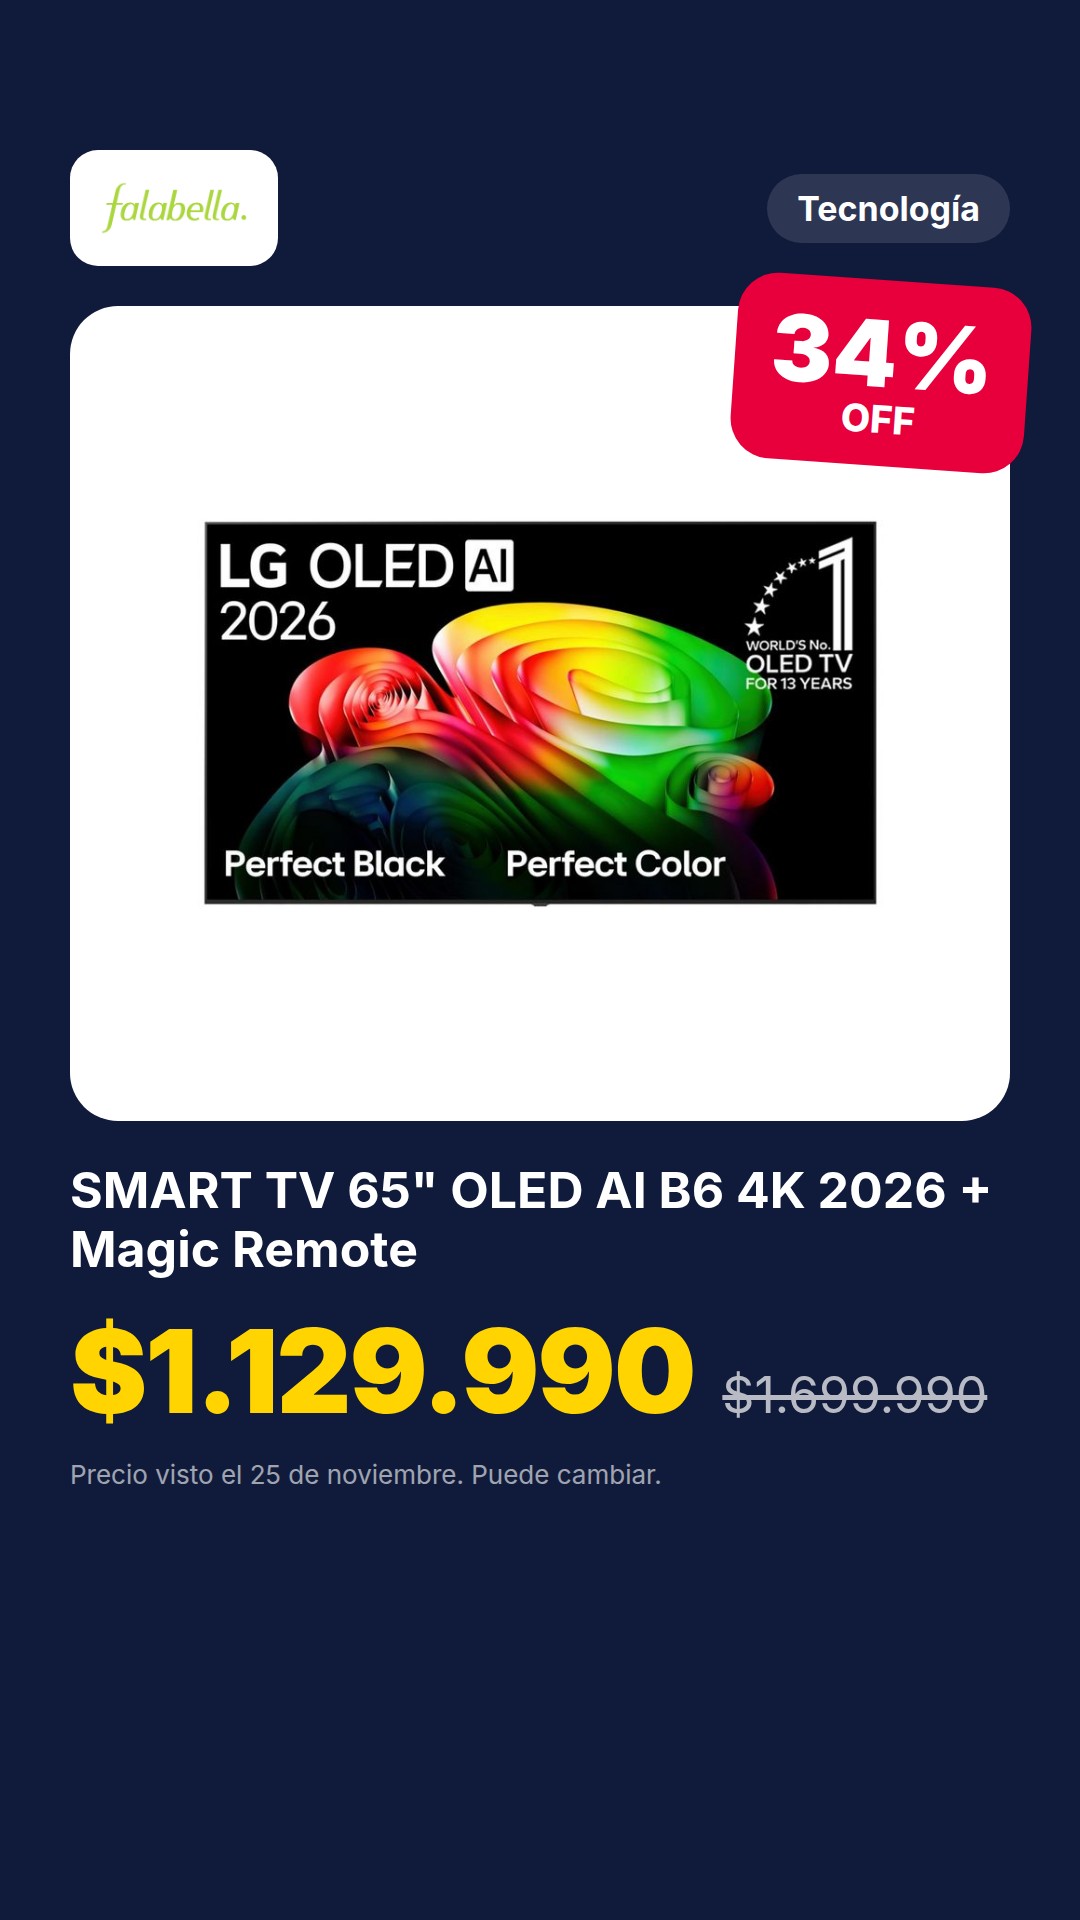 falabella.
Tecnología
34%
OFF
LG OLED AI
2026
1
WORLD'S No.
OLED TV
FOR 13 YEARS
Perfect Black
Perfect Color
SMART TV 65" OLED AI B6 4K 2026 +
Magic Remote
$1.129.990
$1.699.990
Precio visto el 25 de noviembre. Puede cambiar.